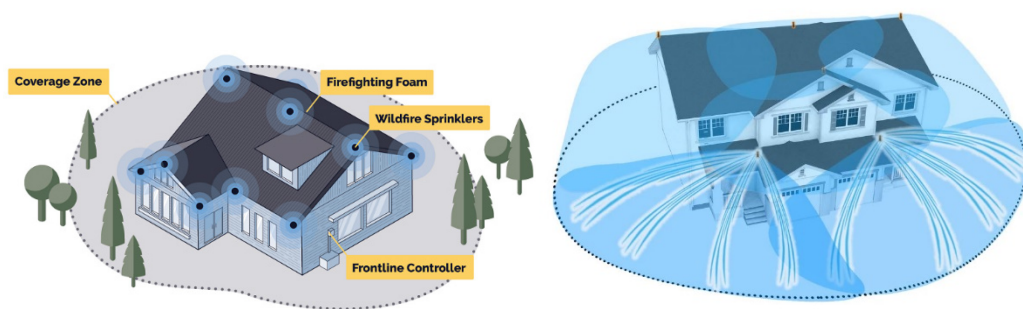 Coverage Zone
Firefighting Foam
Wildfire Sprinklers
Frontline Controller